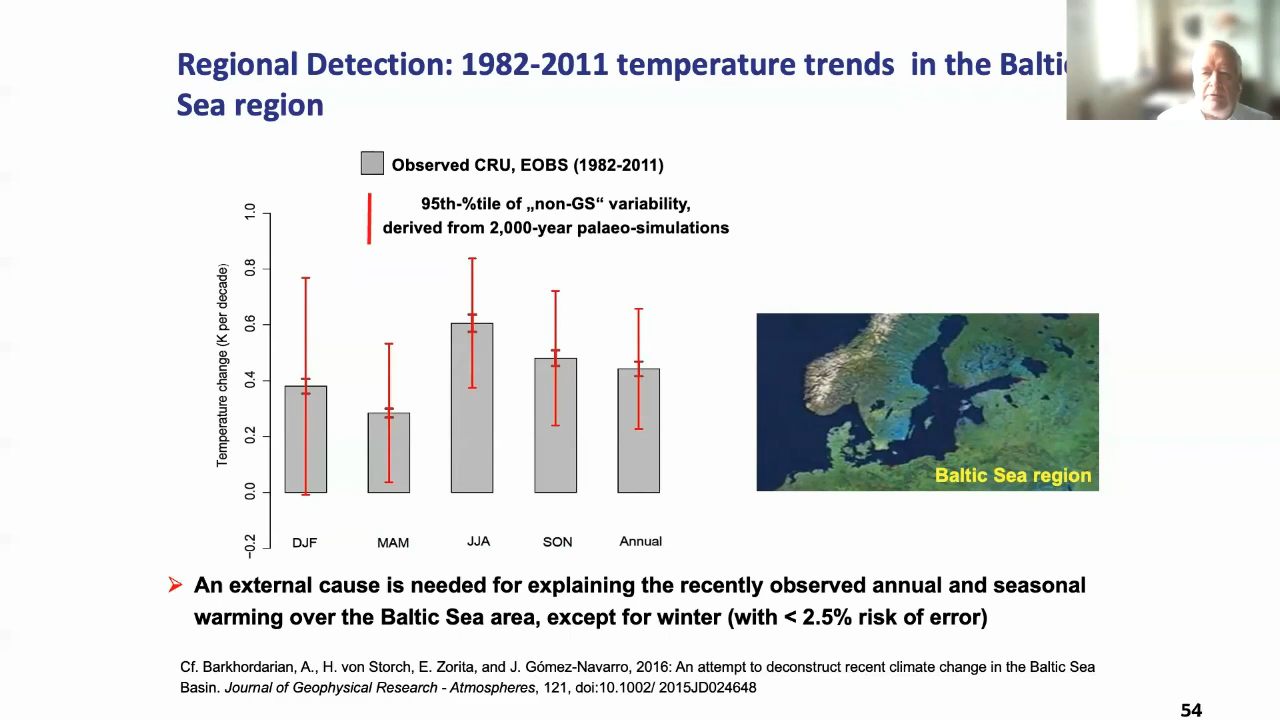 Regional Detection: 1982-2011 temperature trends in the Baltic
Sea region
Observed CRU, EOBS (1982-2011)
95th-%tile of „non-GS“ variability,
derived from 2,000-year palaeo-simulations
Temperature change (K per decade)
1.0
0.8
0.6
0.4
0.2
0.0
−0.2
DJF
MAM
JJA
SON
Annual
Baltic Sea region
An external cause is needed for explaining the recently observed annual and seasonal
warming over the Baltic Sea area, except for winter (with < 2.5% risk of error)
Cf. Barkhordarian, A., H. von Storch, E. Zorita, and J. Gómez-Navarro, 2016: An attempt to deconstruct recent climate change in the Baltic Sea
Basin. Journal of Geophysical Research - Atmospheres, 121, doi:10.1002/ 2015JD024648
54